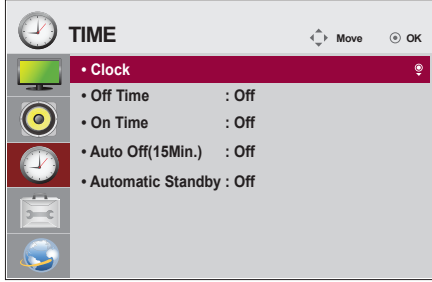 TIME
Move
OK
• Clock
• Off Time : Off
• On Time : Off
• Auto Off(15Min.) : Off
• Automatic Standby : Off